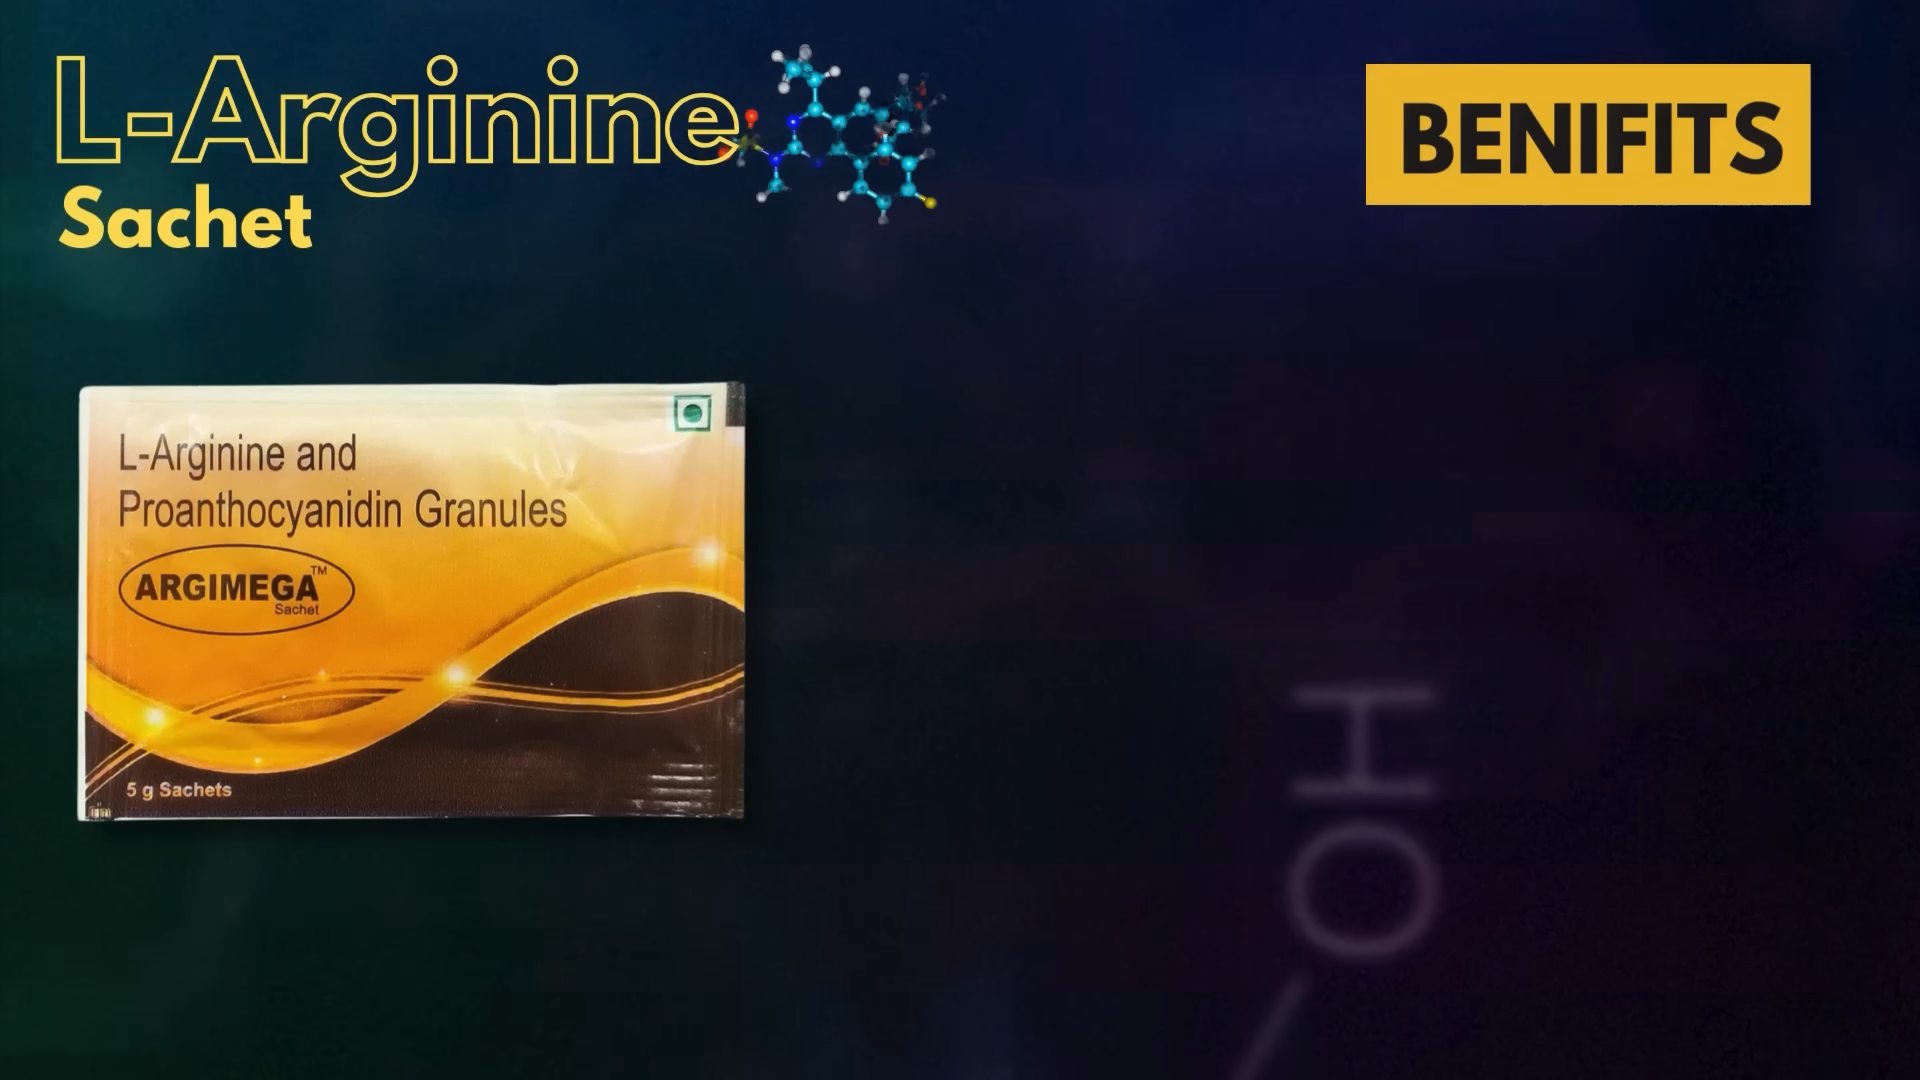 L-Arginine
Sachet
BENIFITS
L-Arginine and
Proanthocyanidin Granules
ARGIMEGA™
Sachet
5 g Sachets
HO